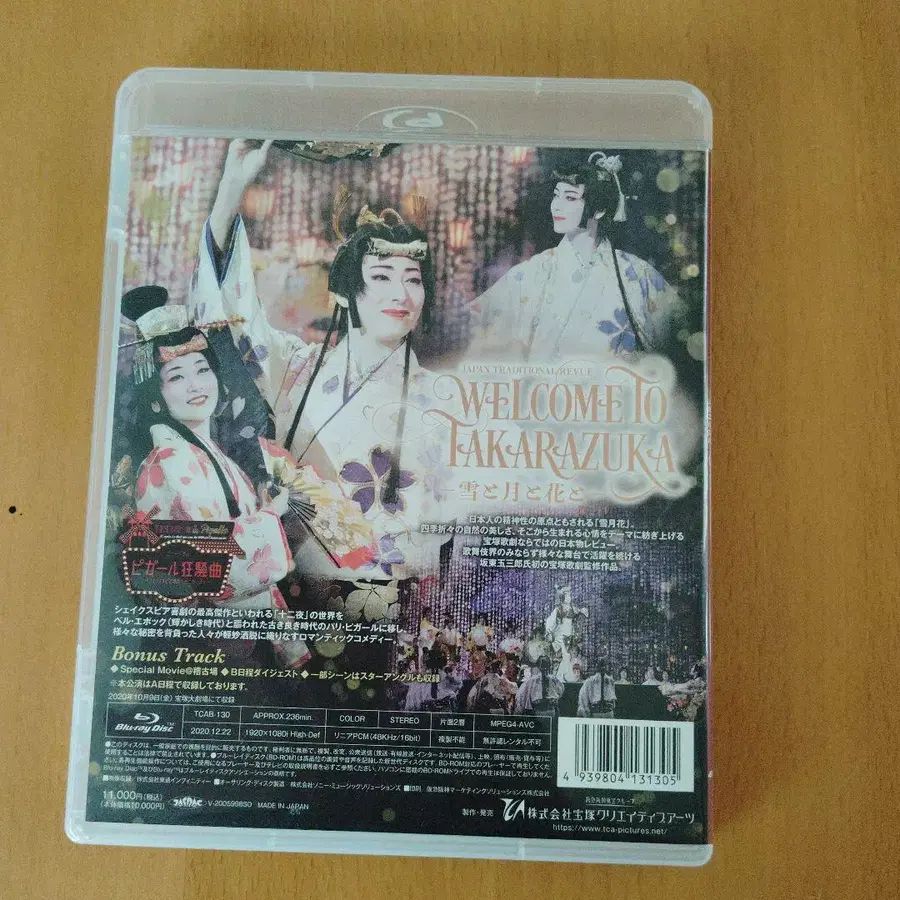 JAPAN TRADITIONAL REVUE
WELCOME TO
TAKARAZUKA
－雪と月と花と－
日本人の精神性の原点ともされる「雪月花」。
四季折々の自然の美しさ、そこから生まれる心情をテーマに紡ぎ上げる
宝塚歌劇ならではの日本物レビュー。
歌舞伎界のみならず様々な舞台で活躍を続ける
坂東玉三郎氏初の宝塚歌劇監修作品。
ピガール狂騒曲
シェイクスピア喜劇の最高傑作といわれる「十二夜」の世界を
ベル・エポック(輝かしき時代)と謳われた古き良き時代のパリ・ピガールに移し、
様々な秘密を背負った人々が軽妙洒脱に織りなすロマンティックコメディー。
Bonus Track
◆Special Movie@稽古場 ◆B日程ダイジェスト ◆一部シーンはスターアングルも収録
※本公演はA日程で収録しております。
2020年10月9日(金) 宝塚大劇場にて収録
Blu-ray Disc TCAB-130 APPROX.236min. COLOR STEREO 片面2層 MPEG4-AVC
2020.12.22 1920×1080i High-Def リニアPCM(48KHz/16bit) 複製不能 無許諾レンタル不可
4 939804 131305
11,000円(税込)
(本体価格10,000円)
JASRAC V-200599830 MADE IN JAPAN
製作・発売 株式会社宝塚クリエイティブアーツ
https://www.tca-pictures.net/